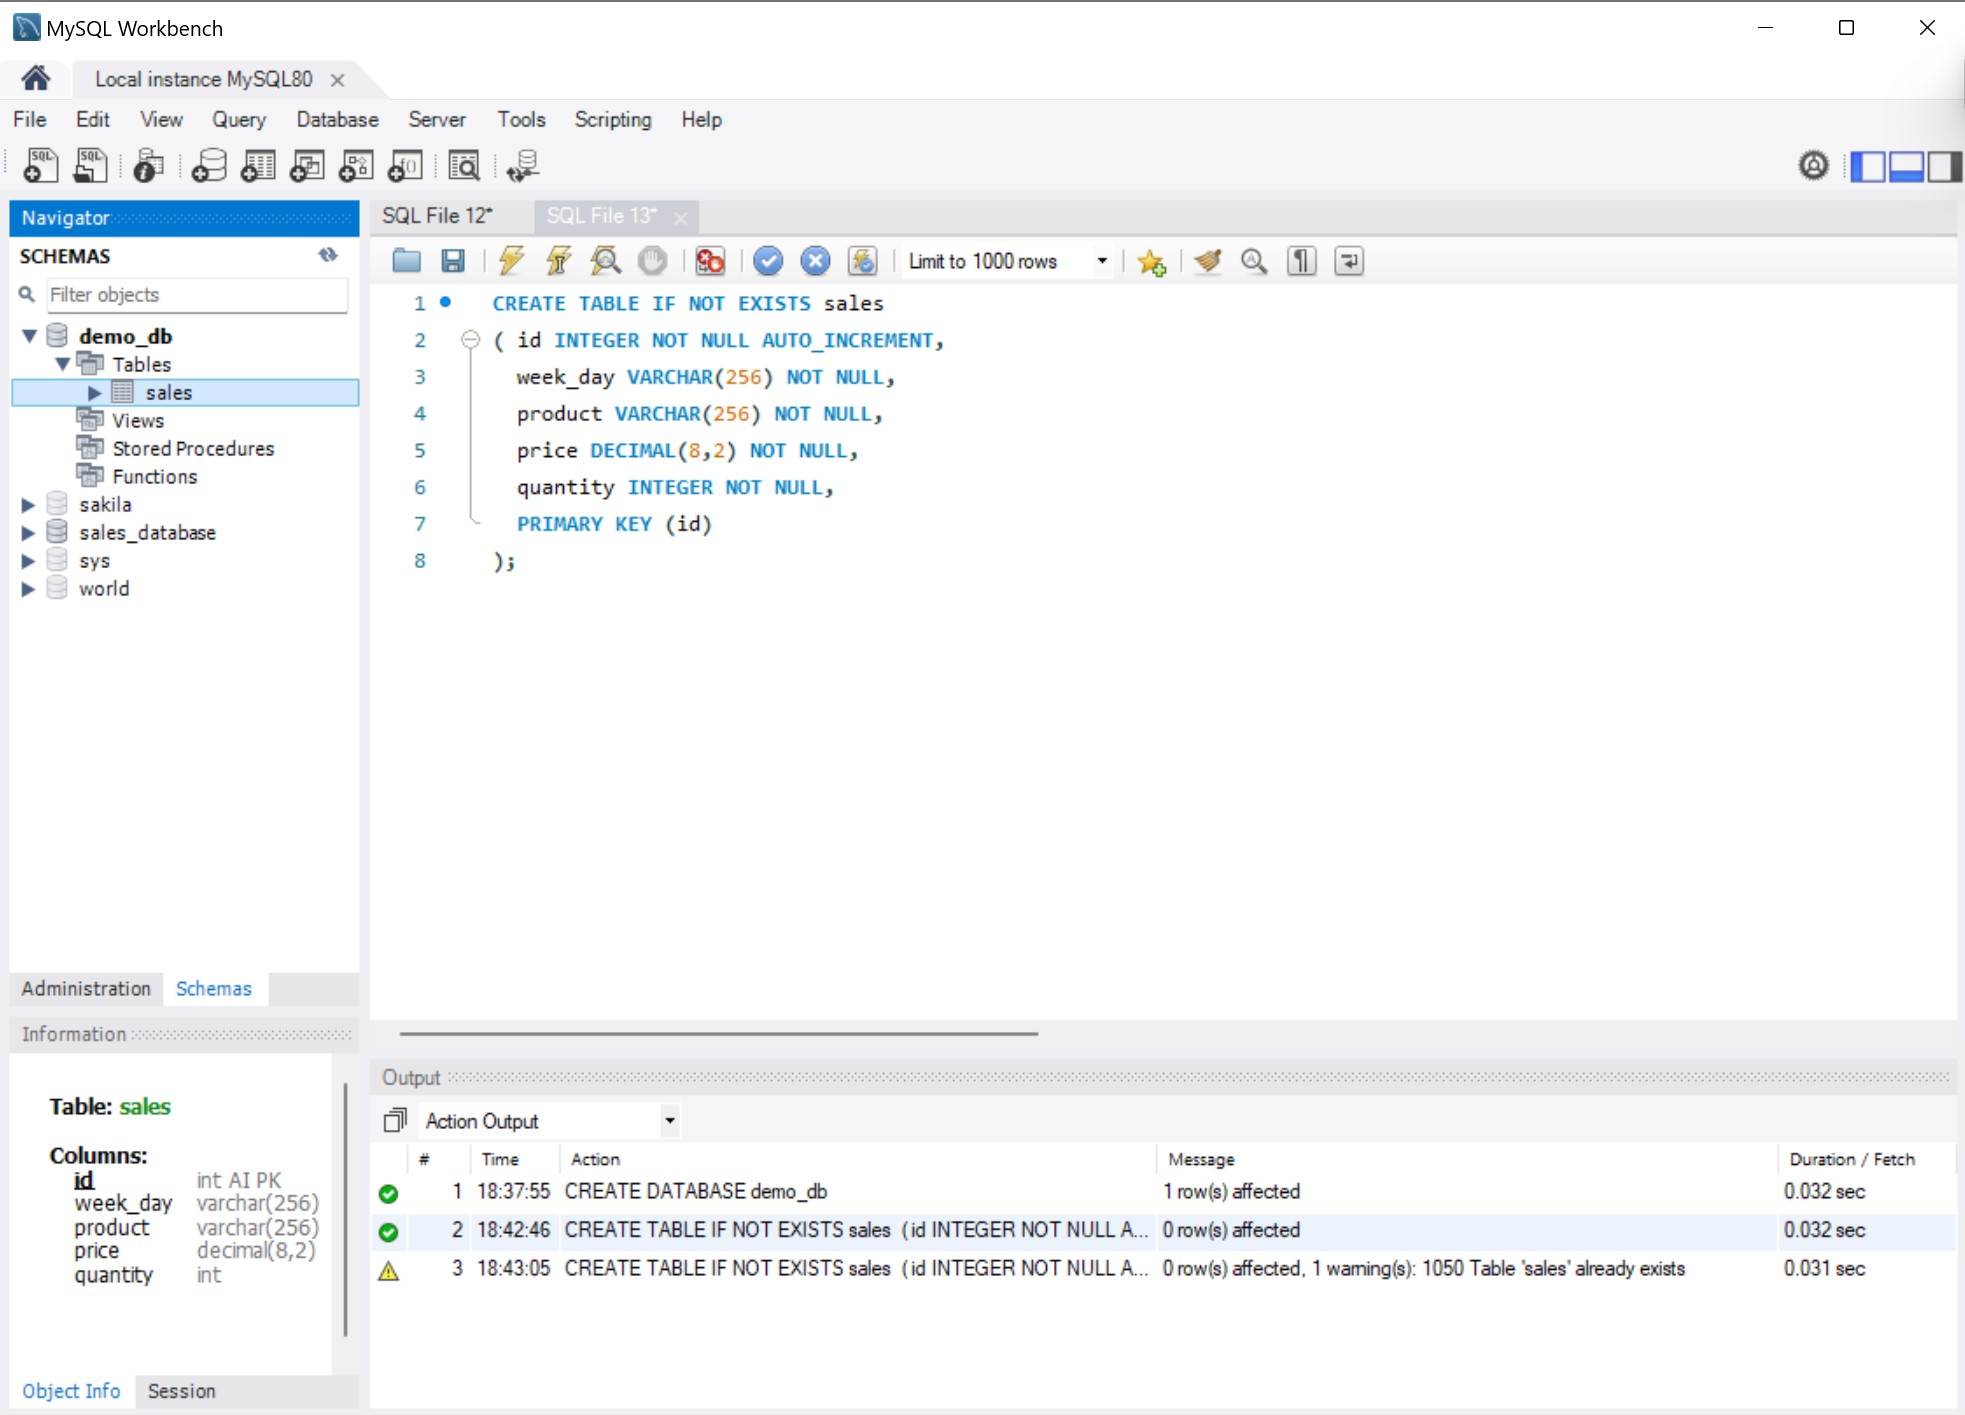 MySQL Workbench
Local instance MySQL80
File Edit View Query Database Server Tools Scripting Help
Navigator
SCHEMAS
Filter objects
demo_db
Tables
sales
Views
Stored Procedures
Functions
sakila
sales_database
sys
world
Administration Schemas
Information
Table: sales
Columns:
id int AI PK
week_day varchar(256)
product varchar(256)
price decimal(8,2)
quantity int
Object Info Session
SQL File 12* SQL File 13*
Limit to 1000 rows
1 CREATE TABLE IF NOT EXISTS sales
2 ( id INTEGER NOT NULL AUTO_INCREMENT,
3 week_day VARCHAR(256) NOT NULL,
4 product VARCHAR(256) NOT NULL,
5 price DECIMAL(8,2) NOT NULL,
6 quantity INTEGER NOT NULL,
7 PRIMARY KEY (id)
8 );
Output
Action Output
# Time Action Message Duration / Fetch
1 18:37:55 CREATE DATABASE demo_db 1 row(s) affected 0.032 sec
2 18:42:46 CREATE TABLE IF NOT EXISTS sales ( id INTEGER NOT NULL A... 0 row(s) affected 0.032 sec
3 18:43:05 CREATE TABLE IF NOT EXISTS sales ( id INTEGER NOT NULL A... 0 row(s) affected, 1 warning(s): 1050 Table 'sales' already exists 0.031 sec